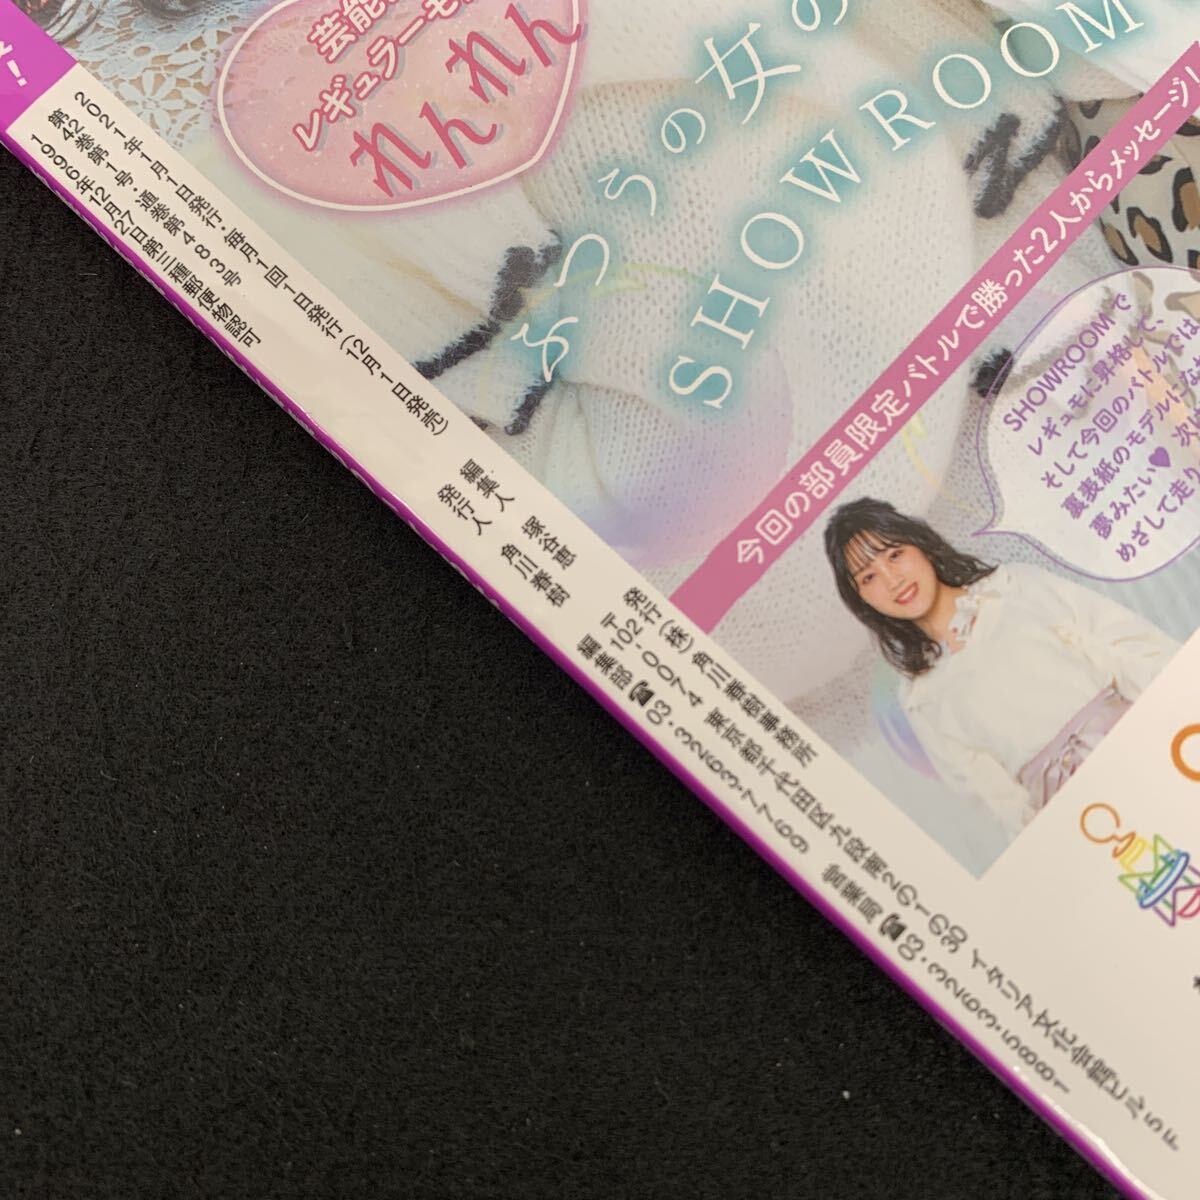 芸能
レギュラーモ
れんれん
ふつうの女の
SHOWROOM
今回の部員限定バトルで勝った2人からメッセージ!
SHOWROOMで
レギュモに昇格して、
そして今回のバトルでは
裏表紙のモデルにな
夢みたい♥ 次
めざして走り
!
2021年1月1日発行・毎月1回1日発行(12月1日発売)
第42巻第1号・通巻第483号
1996年12月27日第三種郵便物認可
編集人 塚谷恵
発行人 角川春樹
発行(株)角川春樹事務所
〒102・0074 東京都千代田区九段南2の1の30 イタリア文化会館ビル5F
編集部☎03・3263・7769 営業局☎03・3263・5881